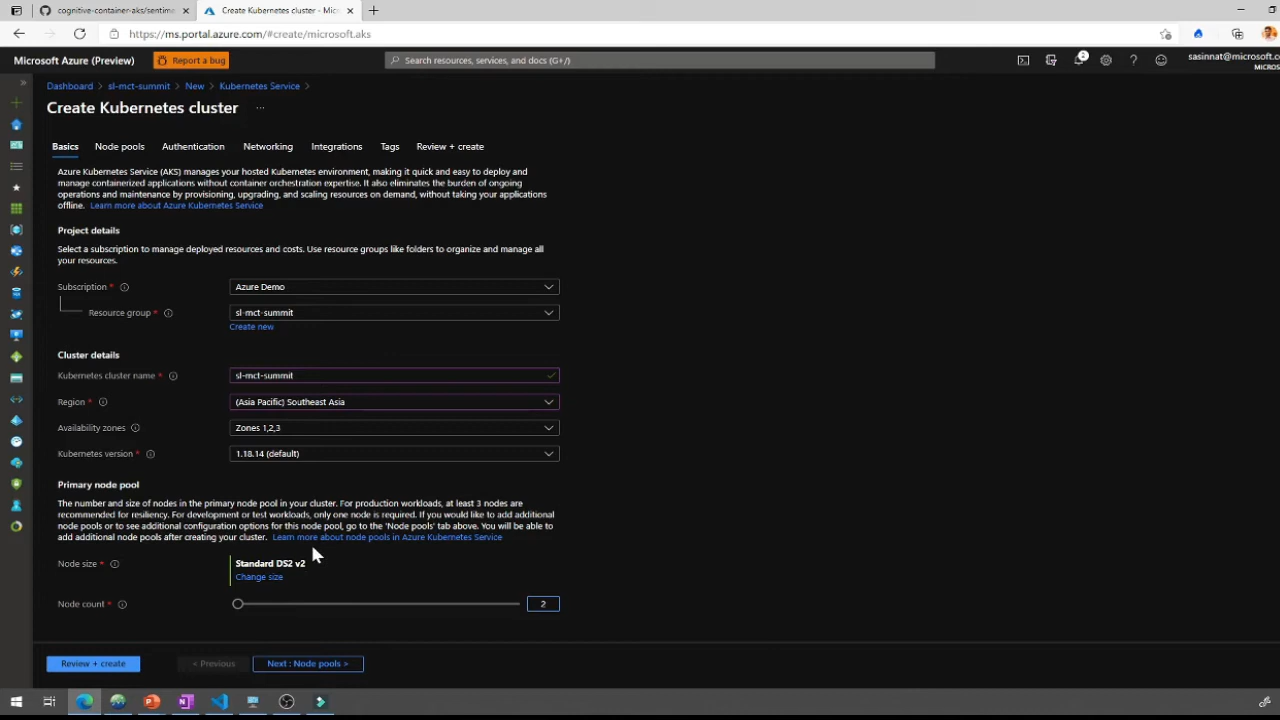 cognitive-container-aks/sentime
Create Kubernetes cluster - Micr
https://ms.portal.azure.com/#create/microsoft.aks
Microsoft Azure (Preview)
Report a bug
Search resources, services, and docs (G+/)
2
sasinnat@microsoft.c
MICROS
Dashboard > sl-mct-summit > New > Kubernetes Service >
Create Kubernetes cluster ...
Basics Node pools Authentication Networking Integrations Tags Review + create
Azure Kubernetes Service (AKS) manages your hosted Kubernetes environment, making it quick and easy to deploy and
manage containerized applications without container orchestration expertise. It also eliminates the burden of ongoing
operations and maintenance by provisioning, upgrading, and scaling resources on demand, without taking your applications
offline. Learn more about Azure Kubernetes Service
Project details
Select a subscription to manage deployed resources and costs. Use resource groups like folders to organize and manage all
your resources.
Subscription * Azure Demo
Resource group * sl-mct-summit
Create new
Cluster details
Kubernetes cluster name * sl-mct-summit
Region * (Asia Pacific) Southeast Asia
Availability zones Zones 1,2,3
Kubernetes version * 1.18.14 (default)
Primary node pool
The number and size of nodes in the primary node pool in your cluster. For production workloads, at least 3 nodes are
recommended for resiliency. For development or test workloads, only one node is required. If you would like to add additional
node pools or to see additional configuration options for this node pool, go to the 'Node pools' tab above. You will be able to
add additional node pools after creating your cluster. Learn more about node pools in Azure Kubernetes Service
Node size * Standard DS2 v2
Change size
Node count * 2
Review + create < Previous Next : Node pools >